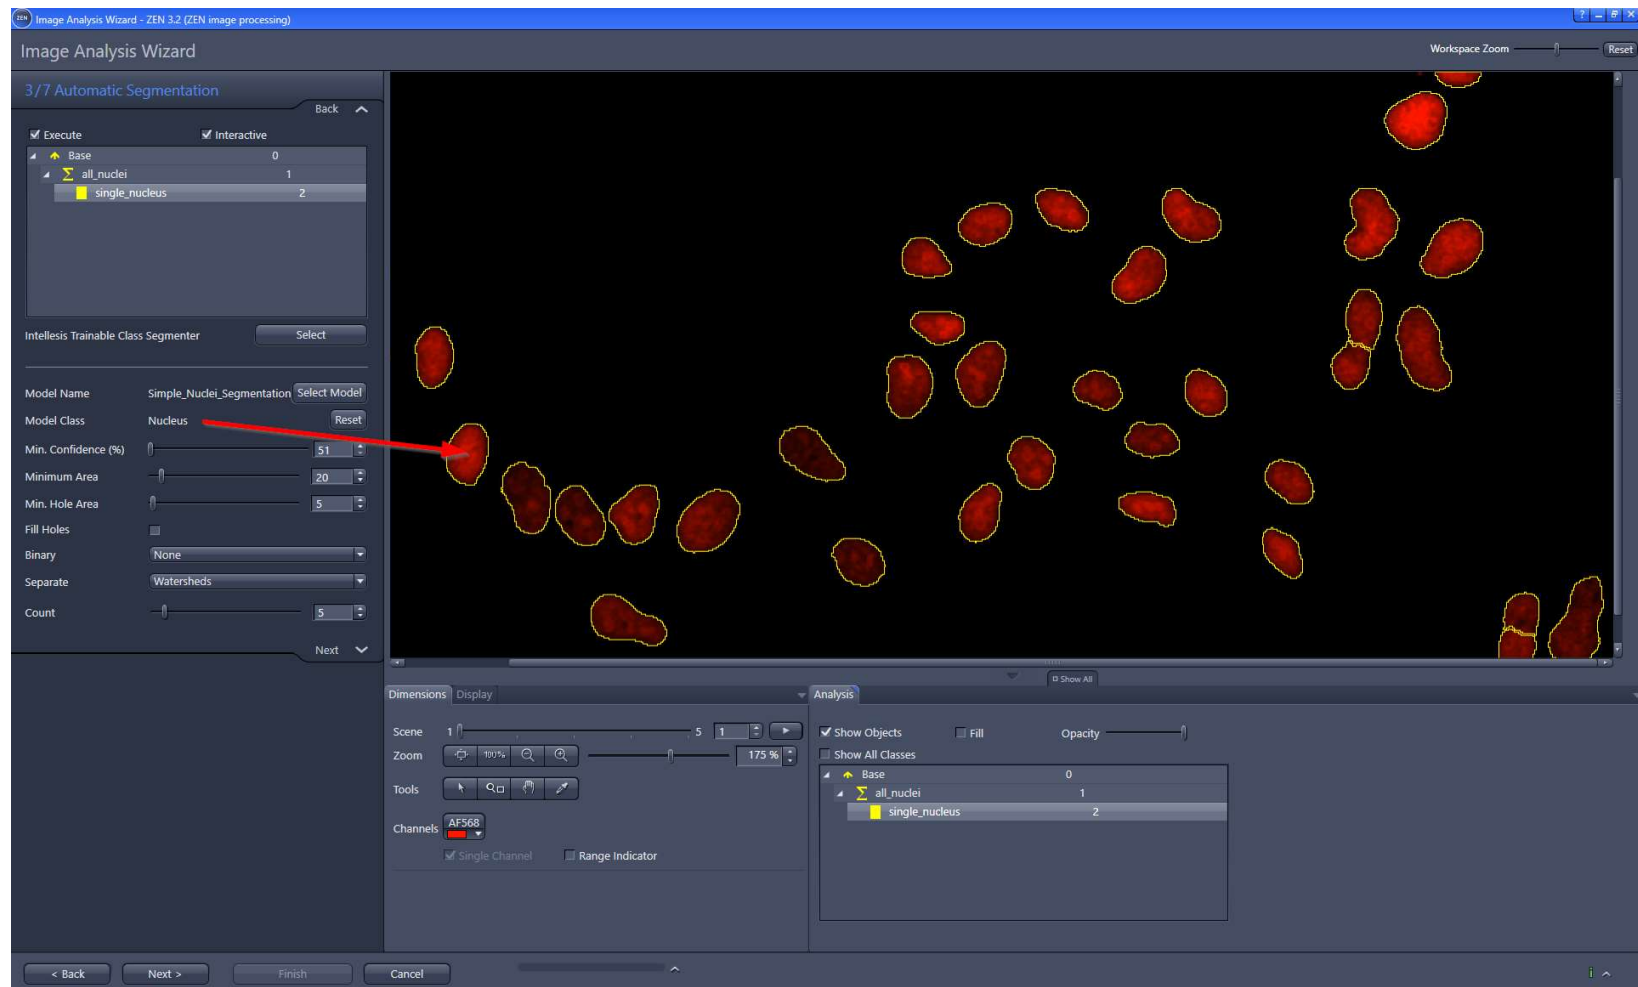 ZEN Image Analysis Wizard - ZEN 3.2 (ZEN image processing)
Image Analysis Wizard
Workspace Zoom Reset
3/7 Automatic Segmentation
Back
Execute Interactive
Base 0
all_nuclei 1
single_nucleus 2
Intellesis Trainable Class Segmenter Select
Model Name Simple_Nuclei_Segmentation Select Model
Model Class Nucleus Reset
Min. Confidence (%) 51
Minimum Area 20
Min. Hole Area 5
Fill Holes
Binary None
Separate Watersheds
Count 5
Next
Show All
Dimensions Display
Scene 1 5 1
Zoom 100% 175 %
Tools
Channels AF568
Single Channel Range Indicator
Analysis
Show Objects Fill Opacity
Show All Classes
Base 0
all_nuclei 1
single_nucleus 2
< Back Next > Finish Cancel